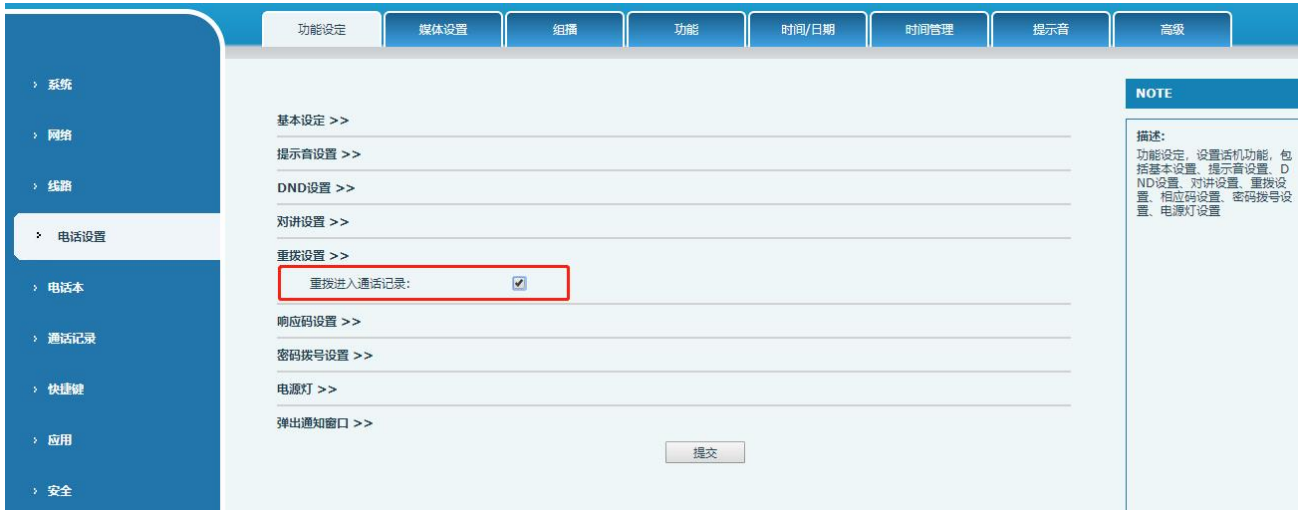 功能设定
媒体设置
组播
功能
时间/日期
时间管理
提示音
高级
系统
网络
线路
电话设置
电话本
通话记录
快捷键
应用
安全
基本设定 >>
提示音设置 >>
DND设置 >>
对讲设置 >>
重拨设置 >>
重拨进入通话记录:
响应码设置 >>
密码拨号设置 >>
电源灯 >>
弹出通知窗口 >>
提交
NOTE
描述:
功能设定，设置话机功能，包
括基本设置、提示音设置、D
ND设置、对讲设置、重拨设
置、相应码设置、密码拨号设
置、电源灯设置